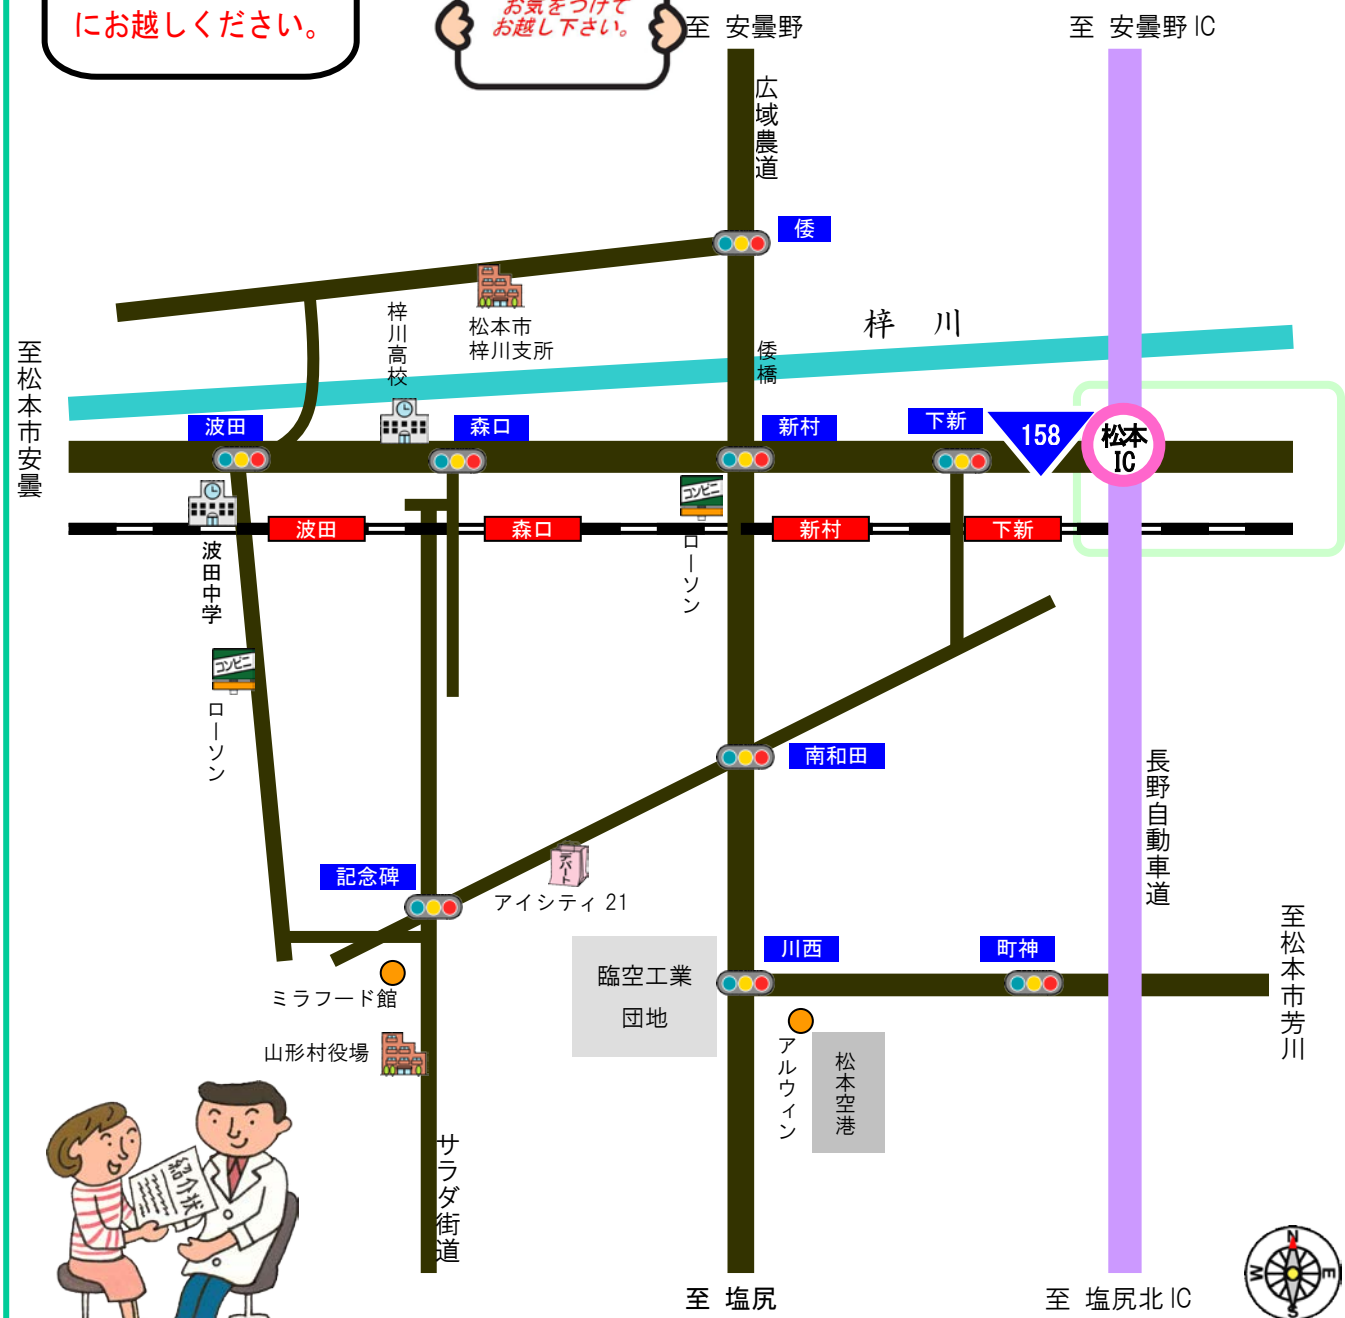 にお越しください。
お気をつけて
お越し下さい。
至 安曇野
至 安曇野IC
広域農道
倭
梓川
梓川高校
松本市
梓川支所
倭橋
至松本市安曇
波田
森口
新村
下新
158
松本
IC
コンビニ
波田
森口
新村
下新
ローソン
波田中学
コンビニ
ローソン
南和田
長野自動車道
デパート
記念碑
アイシティ21
至松本市芳川
川西
町神
臨空工業
団地
ミラフード館
山形村役場
アルウィン
松本空港
紹介状
サラダ街道
N
W
E
S
至 塩尻
至 塩尻北IC